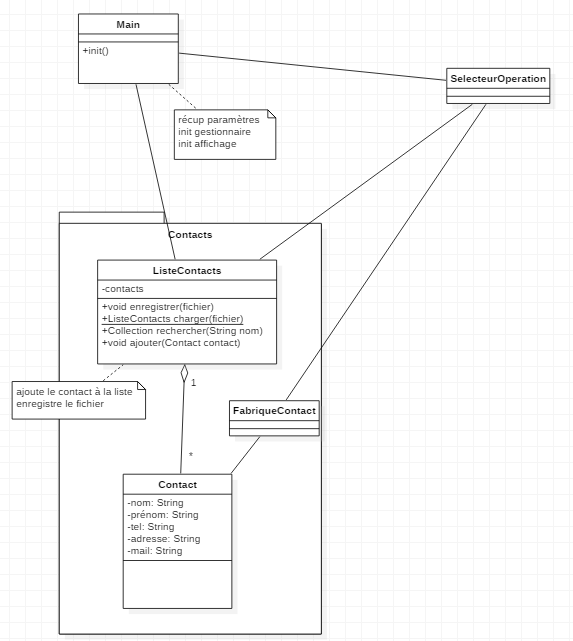 Main
+init()
SelecteurOperation
récup paramètres
init gestionnaire
init affichage
Contacts
ListeContacts
-contacts
+void enregistrer(fichier)
+ListeContacts charger(fichier)
+Collection rechercher(String nom)
+void ajouter(Contact contact)
1
ajoute le contact à la liste
enregistre le fichier
FabriqueContact
*
Contact
-nom: String
-prénom: String
-tel: String
-adresse: String
-mail: String